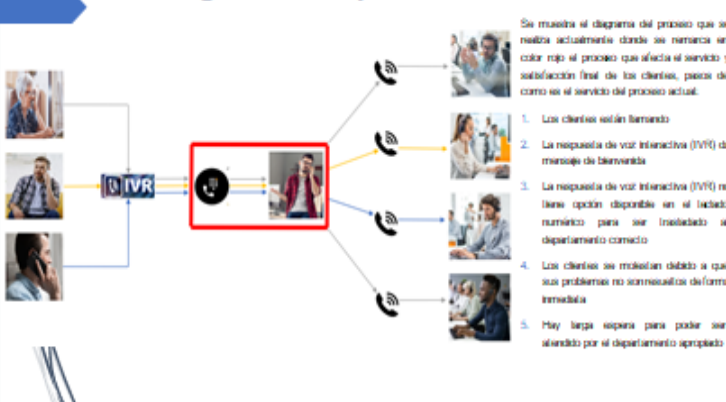 Se muestra el diagrama del proceso que se
realiza actualmente donde se remarca en
color rojo el proceso que afecta el servicio y
satisfacción final de los clientes, pasos de
como es el servicio del proceso actual.
1. Los clientes están llamando
2. La respuesta de voz interactiva (IVR) da
mensaje de bienvenida
3. La respuesta de voz interactiva (IVR) no
tiene opción disponible en el teclado
numérico para ser trasladado a
departamento correcto
4. Los clientes se molestan debido a que
sus problemas no son resueltos de forma
inmediata
5. Hay larga espera para poder ser
atendido por el departamento apropiado
IVR